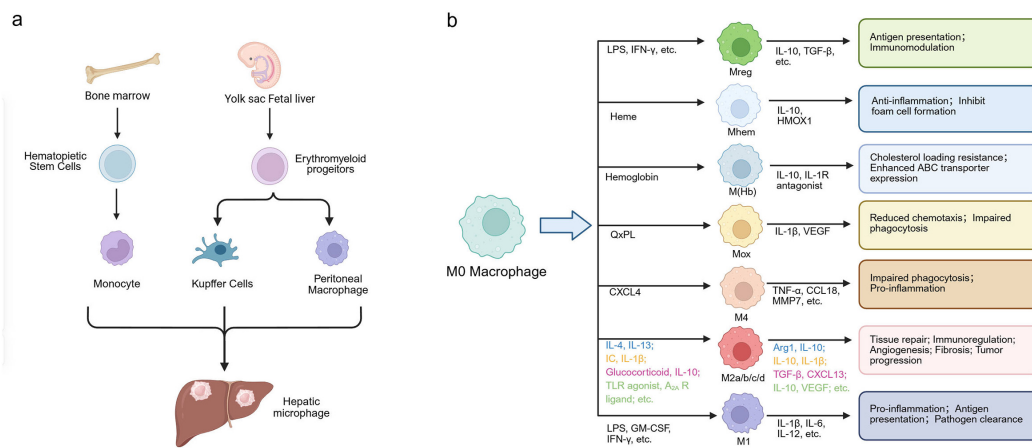 a
Bone marrow
Yolk sac Fetal liver
Hematopietic
Stem Cells
Erythromyeloid
progeitors
Monocyte
Kupffer Cells
Peritoneal
Macrophage
Hepatic
microphage
b
M0 Macrophage
LPS, IFN-γ, etc.
Mreg
IL-10, TGF-β,
etc.
Antigen presentation;
Immunomodulation
Heme
Mhem
IL-10,
HMOX1
Anti-inflammation; Inhibit
foam cell formation
Hemoglobin
M(Hb)
IL-10, IL-1R
antagonist
Cholesterol loading resistance;
Enhanced ABC transporter
expression
QxPL
Mox
IL-1β, VEGF
Reduced chemotaxis; Impaired
phagocytosis
CXCL4
M4
TNF-α, CCL18,
MMP7, etc.
Impaired phagocytosis;
Pro-inflammation
IL-4, IL-13;
IC, IL-1β;
Glucocorticoid, IL-10;
TLR agonist, A2A R
ligand; etc.
M2a/b/c/d
Arg1, IL-10;
IL-10, IL-1β;
TGF-β, CXCL13;
IL-10, VEGF; etc.
Tissue repair; Immunoregulation;
Angiogenesis; Fibrosis; Tumor
progression
LPS, GM-CSF,
IFN-γ, etc.
M1
IL-1β, IL-6,
IL-12, etc.
Pro-inflammation; Antigen
presentation; Pathogen clearance